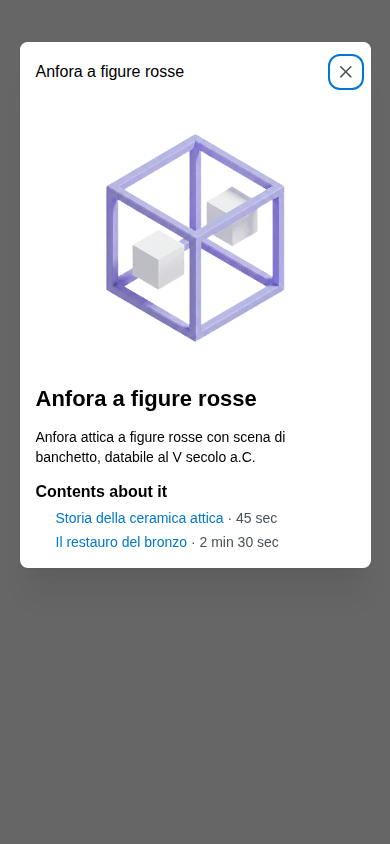 Anfora a figure rosse
Anfora a figure rosse
Anfora attica a figure rosse con scena di
banchetto, databile al V secolo a.C.
Contents about it
Storia della ceramica attica · 45 sec
Il restauro del bronzo · 2 min 30 sec